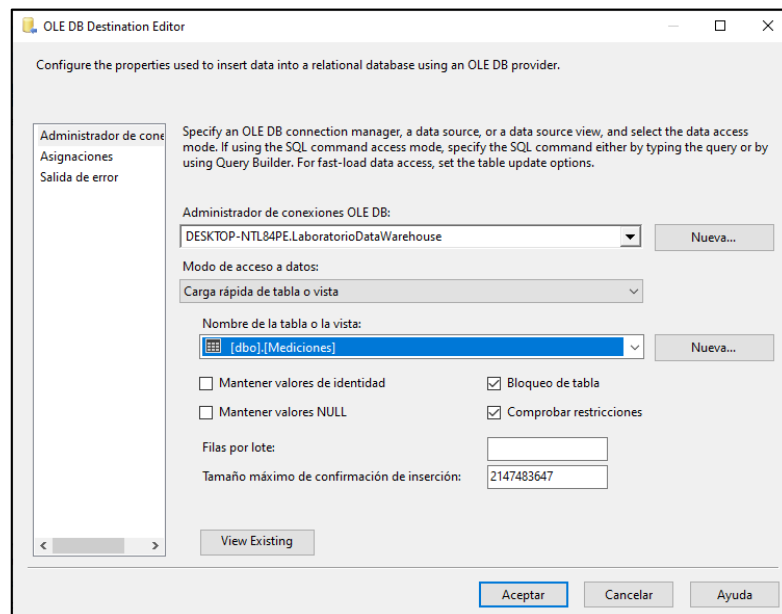 OLE DB Destination Editor
Configure the properties used to insert data into a relational database using an OLE DB provider.
Administrador de cone
Asignaciones
Salida de error
Specify an OLE DB connection manager, a data source, or a data source view, and select the data access
mode. If using the SQL command access mode, specify the SQL command either by typing the query or by
using Query Builder. For fast-load data access, set the table update options.
Administrador de conexiones OLE DB:
DESKTOP-NTL84PE.LaboratorioDataWarehouse
Nueva...
Modo de acceso a datos:
Carga rápida de tabla o vista
Nombre de la tabla o la vista:
[dbo].[Mediciones]
Nueva...
Mantener valores de identidad
Bloqueo de tabla
Mantener valores NULL
Comprobar restricciones
Filas por lote:
Tamaño máximo de confirmación de inserción:
2147483647
View Existing
Aceptar
Cancelar
Ayuda